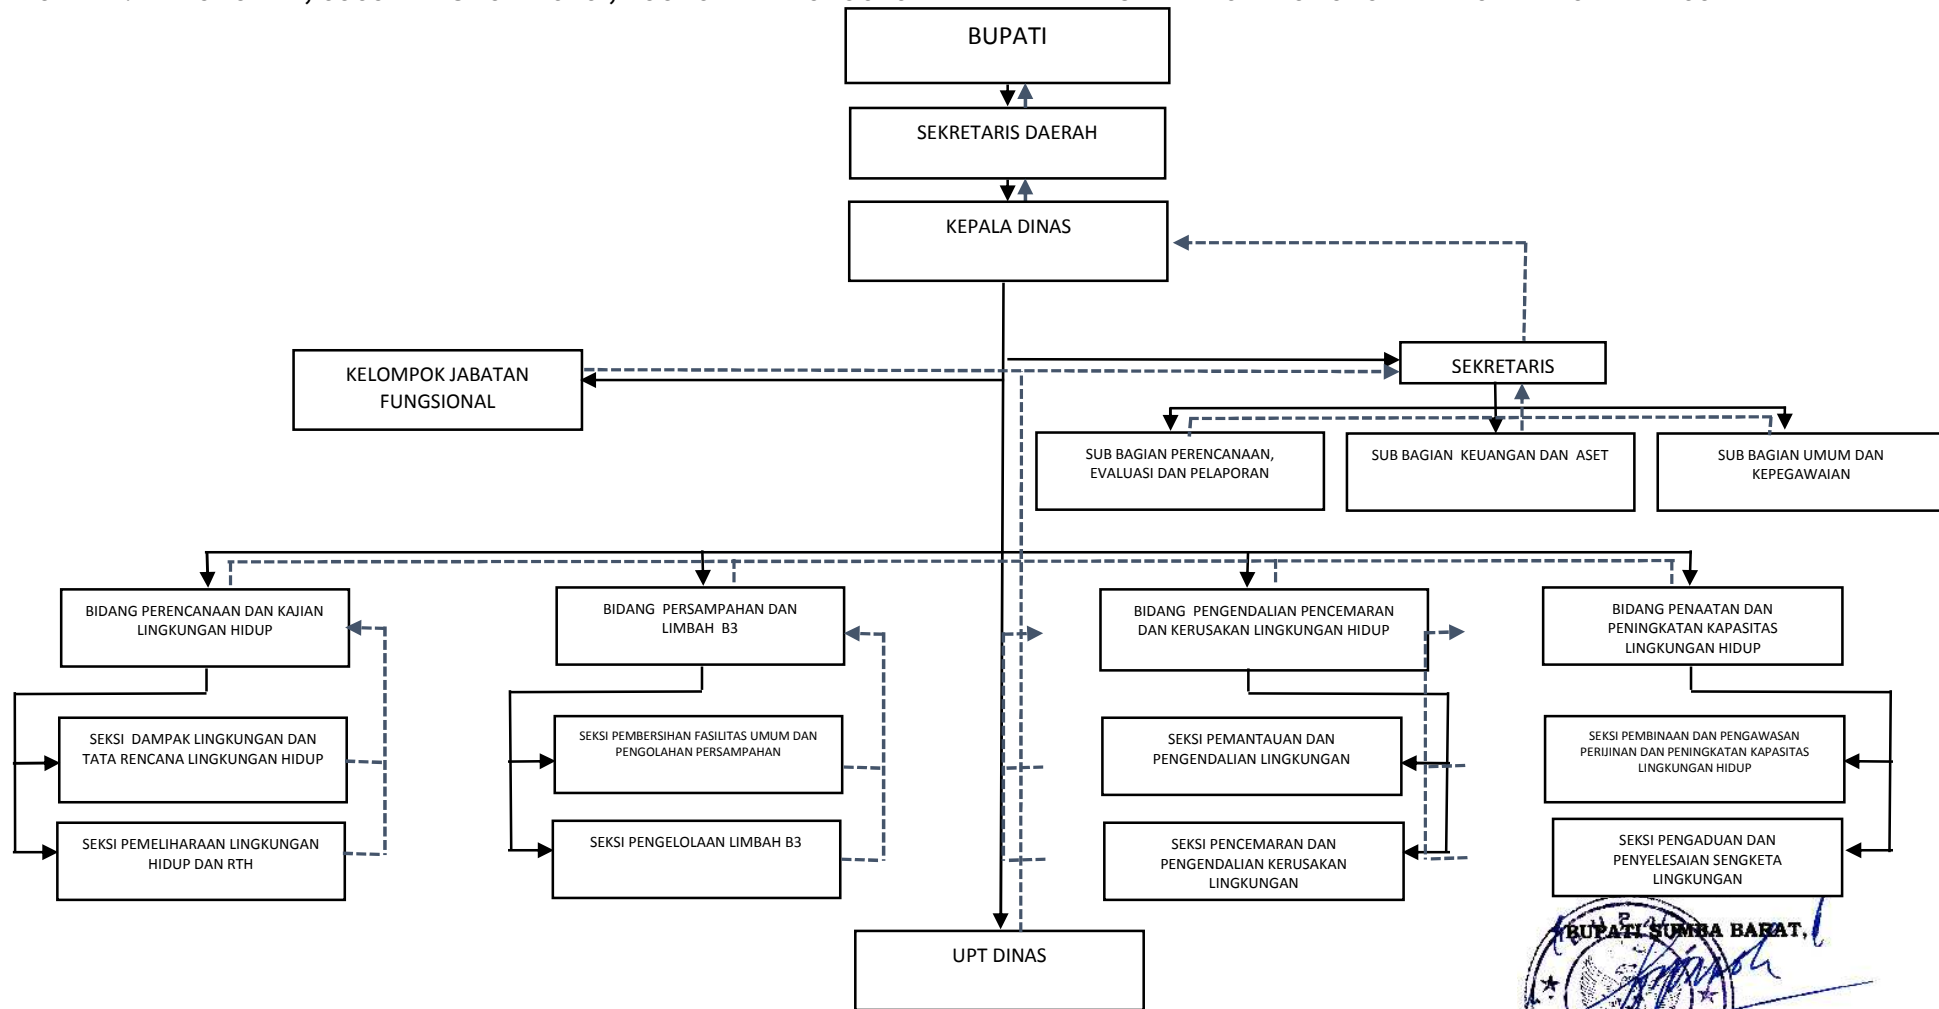 BUPATI
SEKRETARIS DAERAH
KEPALA DINAS
KELOMPOK JABATAN
FUNGSIONAL
SEKRETARIS
SUB BAGIAN PERENCANAAN,
EVALUASI DAN PELAPORAN
SUB BAGIAN KEUANGAN DAN ASET
SUB BAGIAN UMUM DAN
KEPEGAWAIAN
BIDANG PERENCANAAN DAN KAJIAN
LINGKUNGAN HIDUP
BIDANG PERSAMPAHAN DAN
LIMBAH B3
BIDANG PENGENDALIAN PENCEMARAN
DAN KERUSAKAN LINGKUNGAN HIDUP
BIDANG PENAATAN DAN
PENINGKATAN KAPASITAS
LINGKUNGAN HIDUP
SEKSI DAMPAK LINGKUNGAN DAN
TATA RENCANA LINGKUNGAN HIDUP
SEKSI PEMBERSIHAN FASILITAS UMUM DAN
PENGOLAHAN PERSAMPAHAN
SEKSI PEMANTAUAN DAN
PENGENDALIAN LINGKUNGAN
SEKSI PEMBINAAN DAN PENGAWASAN
PERIJINAN DAN PENINGKATAN KAPASITAS
LINGKUNGAN HIDUP
SEKSI PEMELIHARAAN LINGKUNGAN
HIDUP DAN RTH
SEKSI PENGELOLAAN LIMBAH B3
SEKSI PENCEMARAN DAN
PENGENDALIAN KERUSAKAN
LINGKUNGAN
SEKSI PENGADUAN DAN
PENYELESAIAN SENGKETA
LINGKUNGAN
UPT DINAS
BUPATI SUMBA BARAT,